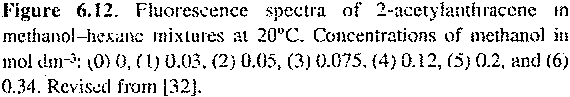 Figure 6.12. Fluorescence spectra of 2-acetylanthracene in
methanol–hexane mixtures at 20°C. Concentrations of methanol in
mol dm⁻³: (0) 0, (1) 0.03, (2) 0.05, (3) 0.075, (4) 0.12, (5) 0.2, and (6)
0.34. Revised from [32].